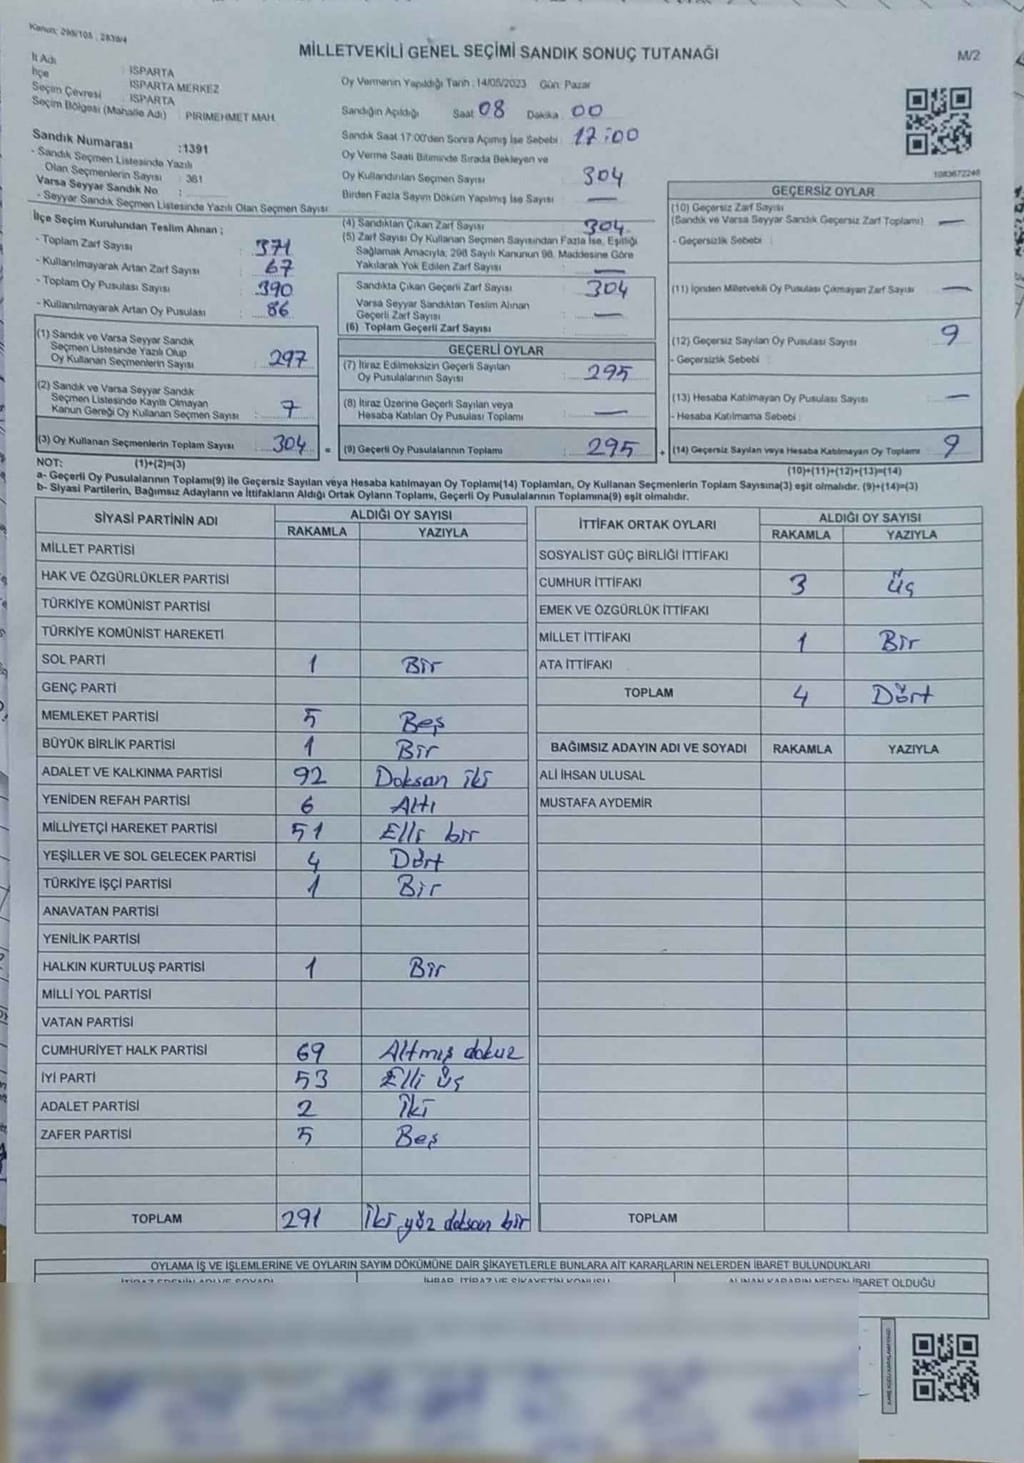 Kanun; 298/105 ; 2839/4
MİLLETVEKİLİ GENEL SEÇİMİ SANDIK SONUÇ TUTANAĞI
M/2
İl Adı : ISPARTA
İlçe : ISPARTA MERKEZ
Seçim Çevresi : ISPARTA
Seçim Bölgesi (Mahalle Adı) : PİRİMEHMET MAH.
Sandık Numarası :1391
- Sandık Seçmen Listesinde Yazılı
Olan Seçmenlerin Sayısı : 361
Varsa Seyyar Sandık No :
- Seyyar Sandık Seçmen Listesinde Yazılı Olan Seçmen Sayısı
Oy Vermenin Yapıldığı Tarih : 14/05/2023 Gün: Pazar
Sandığın Açıldığı Saat 08 Dakika 00
Sandık Saat 17:00'den Sonra Açımış İse Sebebi : 17:00
Oy Verme Saati Bitiminde Sırada Bekleyen ve
Oy Kullandırılan Seçmen Sayısı : 304
Birden Fazla Sayım Döküm Yapılmış İse Sayısı : —
1083672248
İlçe Seçim Kurulundan Teslim Alınan ;
- Toplam Zarf Sayısı : 371
- Kullanılmayarak Artan Zarf Sayısı : 67
- Toplam Oy Pusulası Sayısı : 390
- Kullanılmayarak Artan Oy Pusulası : 86
(1) Sandık ve Varsa Seyyar Sandık
Seçmen Listesinde Yazılı Olup
Oy Kullanan Seçmenlerin Sayısı : 297
(2) Sandık ve Varsa Seyyar Sandık
Seçmen Listesinde Kayıtlı Olmayan
Kanun Gereği Oy Kullanan Seçmen Sayısı : 7
(3) Oy Kullanan Seçmenlerin Toplam Sayısı : 304 =
(4) Sandıktan Çıkan Zarf Sayısı : 304
(5) Zarf Sayısı Oy Kullanan Seçmen Sayısından Fazla İse, Eşitliği
Sağlamak Amacıyla, 298 Sayılı Kanunun 98. Maddesine Göre
Yakılarak Yok Edilen Zarf Sayısı : —
Sandıkta Çıkan Geçerli Zarf Sayısı : 304
Varsa Seyyar Sandıktan Teslim Alınan
Geçerli Zarf Sayısı : —
(6) Toplam Geçerli Zarf Sayısı :
GEÇERLİ OYLAR
(7) İtiraz Edilmeksizin Geçerli Sayılan
Oy Pusulalarının Sayısı : 295
(8) İtiraz Üzerine Geçerli Sayılan veya
Hesaba Katılan Oy Pusulası Toplamı : —
(9) Geçerli Oy Pusulalarının Toplamı : 295 +
GEÇERSİZ OYLAR
(10) Geçersiz Zarf Sayısı
(Sandık ve Varsa Seyyar Sandık Geçersiz Zarf Toplamı) : —
- Geçersizlik Sebebi :
(11) İçinden Milletvekili Oy Pusulası Çıkmayan Zarf Sayısı : —
(12) Geçersiz Sayılan Oy Pusulası Sayısı : 9
- Geçersizlik Sebebi :
(13) Hesaba Katılmayan Oy Pusulası Sayısı : —
- Hesaba Katılmama Sebebi :
(14) Geçersiz Sayılan veya Hesaba Katılmayan Oy Toplamı : 9
NOT: (1)+(2)=(3)
(10)+(11)+(12)+(13)=(14)
a- Geçerli Oy Pusulalarının Toplamı(9) ile Geçersiz Sayılan veya Hesaba katılmayan Oy Toplamı(14) Toplamları, Oy Kullanan Seçmenlerin Toplam Sayısına(3) eşit olmalıdır. (9)+(14)=(3)
b- Siyasi Partilerin, Bağımsız Adayların ve İttifakların Aldığı Ortak Oyların Toplamı, Geçerli Oy Pusulalarının Toplamına(9) eşit olmalıdır.
SİYASİ PARTİNİN ADI ALDIĞI OY SAYISI
RAKAMLA YAZIYLA
MİLLET PARTİSİ
HAK VE ÖZGÜRLÜKLER PARTİSİ
TÜRKİYE KOMÜNİST PARTİSİ
TÜRKİYE KOMÜNİST HAREKETİ
SOL PARTİ 1 Bir
GENÇ PARTİ
MEMLEKET PARTİSİ 5 Beş
BÜYÜK BİRLİK PARTİSİ 1 Bir
ADALET VE KALKINMA PARTİSİ 92 Doksan iki
YENİDEN REFAH PARTİSİ 6 Altı
MİLLİYETÇİ HAREKET PARTİSİ 51 Elli bir
YEŞİLLER VE SOL GELECEK PARTİSİ 4 Dört
TÜRKİYE İŞÇİ PARTİSİ 1 Bir
ANAVATAN PARTİSİ
YENİLİK PARTİSİ
HALKIN KURTULUŞ PARTİSİ 1 Bir
MİLLİ YOL PARTİSİ
VATAN PARTİSİ
CUMHURİYET HALK PARTİSİ 69 Altmış dokuz
İYİ PARTİ 53 Elli üç
ADALET PARTİSİ 2 İki
ZAFER PARTİSİ 5 Beş
TOPLAM 291 İki yüz doksan bir
İTTİFAK ORTAK OYLARI ALDIĞI OY SAYISI
RAKAMLA YAZIYLA
SOSYALİST GÜÇ BİRLİĞİ İTTİFAKI
CUMHUR İTTİFAKI 3 Üç
EMEK VE ÖZGÜRLÜK İTTİFAKI
MİLLET İTTİFAKI 1 Bir
ATA İTTİFAKI
TOPLAM 4 Dört
BAĞIMSIZ ADAYIN ADI VE SOYADI RAKAMLA YAZIYLA
ALİ İHSAN ULUSAL
MUSTAFA AYDEMİR
TOPLAM
OYLAMA İŞ VE İŞLEMLERİNE VE OYLARIN SAYIM DÖKÜMÜNE DAİR ŞİKAYETLERLE BUNLARA AİT KARARLARIN NELERDEN İBARET BULUNDUKLARI
İTİRAZ EDENİN ADI VE SOYADI İHBAR, İTİRAZ VE ŞİKAYETİN KONUSU ALINAN KARARIN NEDEN İBARET OLDUĞU